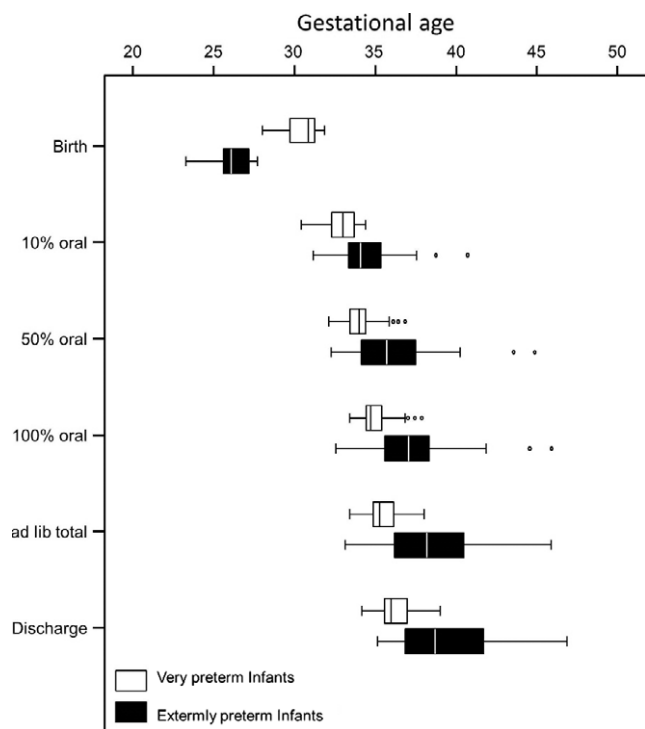 Gestational age
20 25 30 35 40 45 50
Birth
10% oral
50% oral
100% oral
ad lib total
Discharge
Very preterm Infants
Extermly preterm Infants